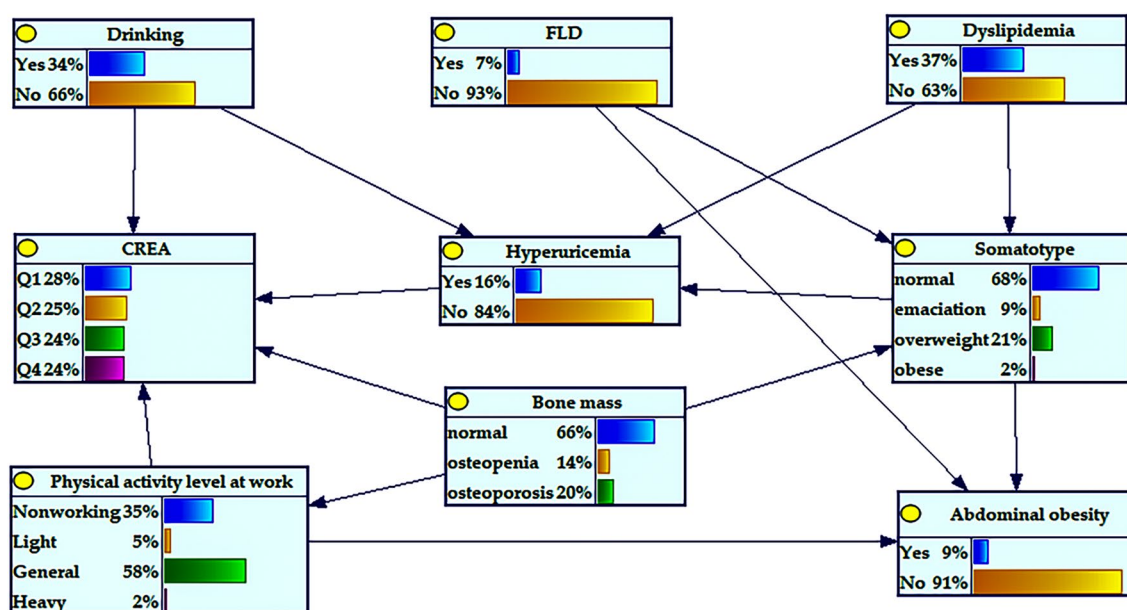 Drinking
Yes 34%
No 66%
FLD
Yes 7%
No 93%
Dyslipidemia
Yes 37%
No 63%
CREA
Q1 28%
Q2 25%
Q3 24%
Q4 24%
Hyperuricemia
Yes 16%
No 84%
Somatotype
normal 68%
emaciation 9%
overweight 21%
obese 2%
Bone mass
normal 66%
osteopenia 14%
osteoporosis 20%
Physical activity level at work
Nonworking 35%
Light 5%
General 58%
Heavy 2%
Abdominal obesity
Yes 9%
No 91%